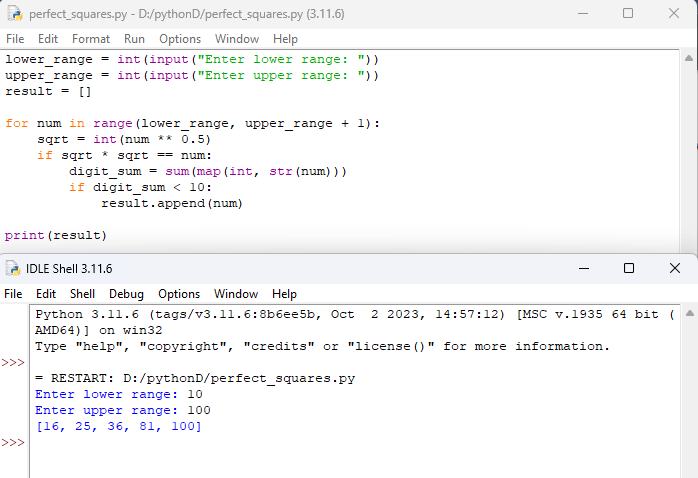 perfect_squares.py - D:/pythonD/perfect_squares.py (3.11.6)
File Edit Format Run Options Window Help
lower_range = int(input("Enter lower range: "))
upper_range = int(input("Enter upper range: "))
result = []
for num in range(lower_range, upper_range + 1):
    sqrt = int(num ** 0.5)
    if sqrt * sqrt == num:
        digit_sum = sum(map(int, str(num)))
        if digit_sum < 10:
            result.append(num)
print(result)
IDLE Shell 3.11.6
File Edit Shell Debug Options Window Help
Python 3.11.6 (tags/v3.11.6:8b6ee5b, Oct  2 2023, 14:57:12) [MSC v.1935 64 bit (
AMD64)] on win32
Type "help", "copyright", "credits" or "license()" for more information.
>>>
= RESTART: D:/pythonD/perfect_squares.py
Enter lower range: 10
Enter upper range: 100
[16, 25, 36, 81, 100]
>>>